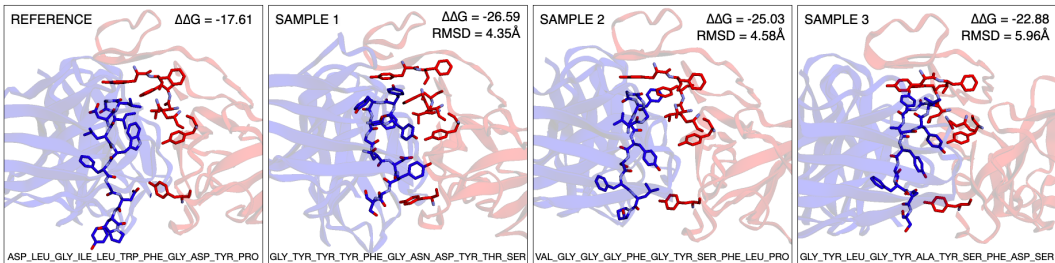 REFERENCE
ΔΔG = -17.61
ASP_LEU_GLY_ILE_LEU_TRP_PHE_GLY_ASP_TYR_PRO
SAMPLE 1
ΔΔG = -26.59
RMSD = 4.35Å
GLY_TYR_TYR_TYR_PHE_GLY_ASN_ASP_TYR_THR_SER
SAMPLE 2
ΔΔG = -25.03
RMSD = 4.58Å
VAL_GLY_GLY_GLY_PHE_GLY_TYR_SER_PHE_LEU_PRO
SAMPLE 3
ΔΔG = -22.88
RMSD = 5.96Å
GLY_TYR_LEU_GLY_TYR_ALA_TYR_SER_PHE_ASP_SER